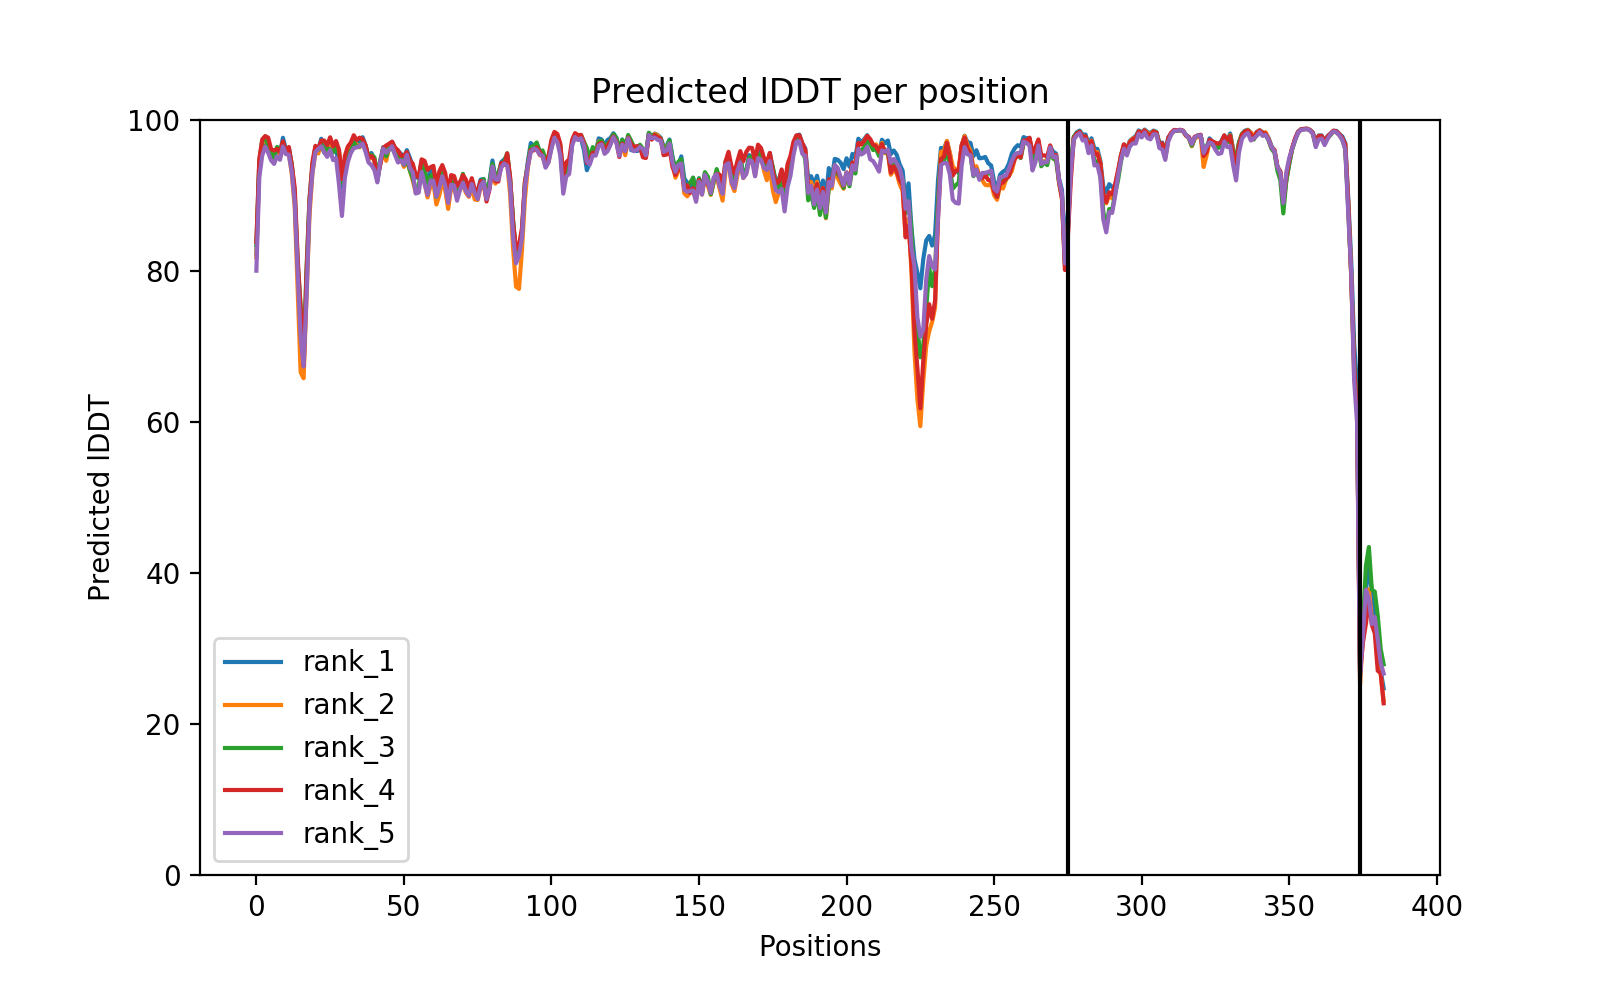 Predicted lDDT per position
Predicted lDDT
100
80
60
40
20
0
rank_1
rank_2
rank_3
rank_4
rank_5
0 50 100 150 200 250 300 350 400
Positions